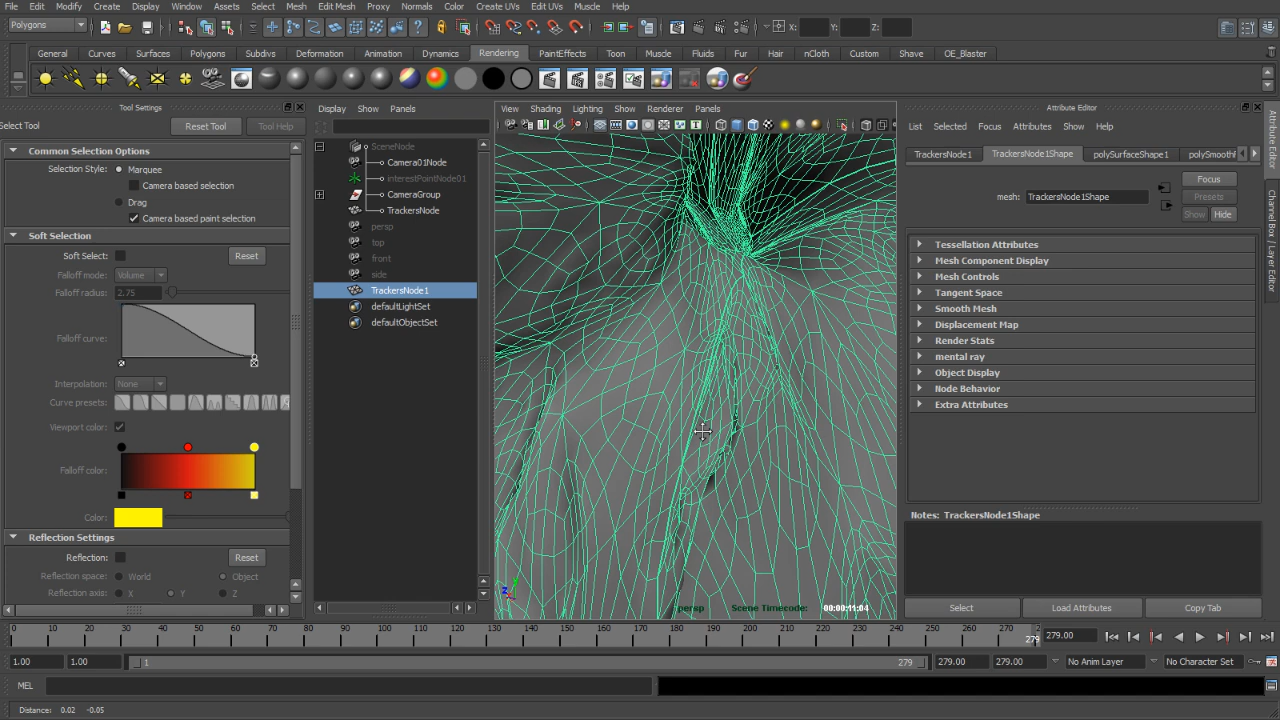 File Edit Modify Create Display Window Assets Select Mesh Edit Mesh Proxy Normals Color Create UVs Edit UVs Muscle Help
Polygons X: Y: Z:
General Curves Surfaces Polygons Subdivs Deformation Animation Dynamics Rendering PaintEffects Toon Muscle Fluids Fur Hair nCloth Custom Shave OE_Blaster
Tool Settings
Select Tool Reset Tool Tool Help
Common Selection Options
Selection Style: Marquee
Camera based selection
Drag
Camera based paint selection
Soft Selection
Soft Select: Reset
Falloff mode: Volume
Falloff radius: 2.75
Falloff curve:
Interpolation: None
Curve presets:
Viewport color:
Falloff color:
Color:
Reflection Settings
Reflection: Reset
Reflection space: World Object
Reflection axis: X Y Z
Display Show Panels
SceneNode
Camera01Node
interestPointNode01
CameraGroup
TrackersNode
persp
top
front
side
TrackersNode1
defaultLightSet
defaultObjectSet
View Shading Lighting Show Renderer Panels
persp Scene Timecode: 00:00:11:04
Attribute Editor
List Selected Focus Attributes Show Help
TrackersNode1 TrackersNode1Shape polySurfaceShape1 polySmoothF
Focus
mesh: TrackersNode1Shape Presets
Show Hide
Tessellation Attributes
Mesh Component Display
Mesh Controls
Tangent Space
Smooth Mesh
Displacement Map
Render Stats
mental ray
Object Display
Node Behavior
Extra Attributes
Notes: TrackersNode1Shape
Select Load Attributes Copy Tab
Attribute Editor
Channel Box / Layer Editor
0 10 20 30 40 50 60 70 80 90 100 110 120 130 140 150 160 170 180 190 200 210 220 230 240 250 260 270 279 279.00
1.00 1.00 1 279 279.00 279.00 No Anim Layer No Character Set
MEL
Distance: 0.02 -0.05